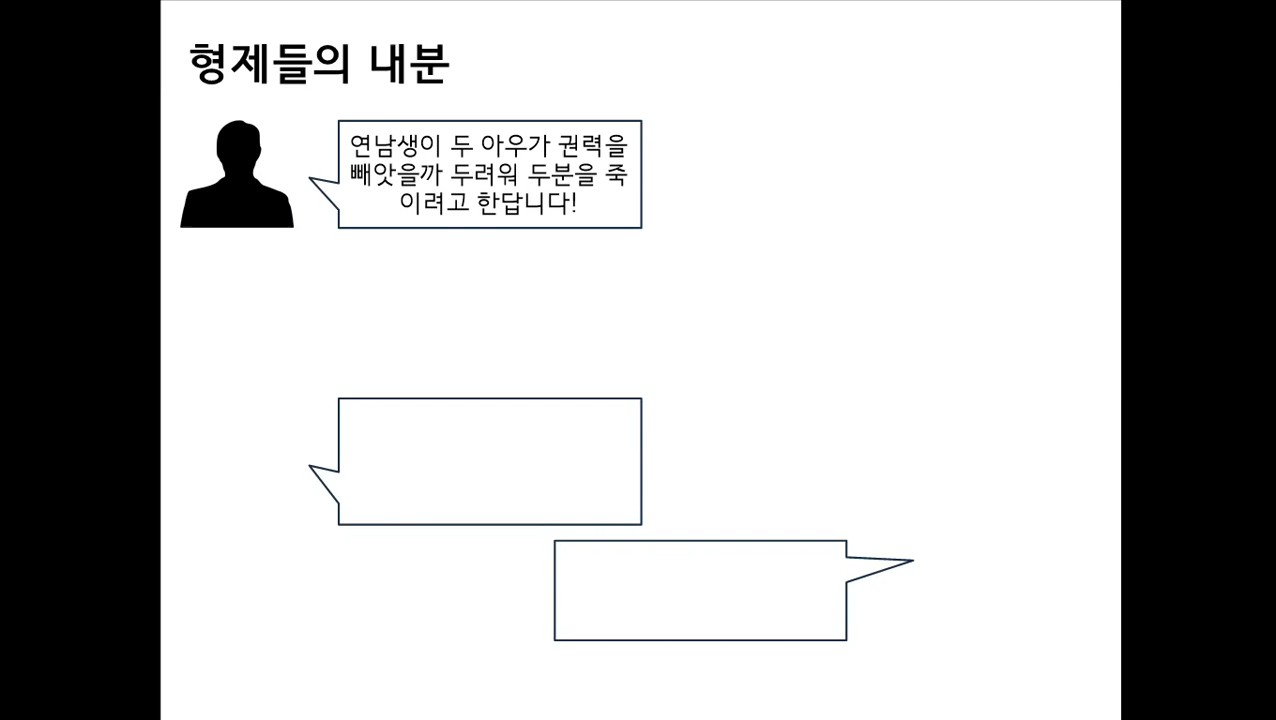 형제들의 내분
연남생이 두 아우가 권력을
빼앗을까 두려워 두분을 죽
이려고 한답니다!